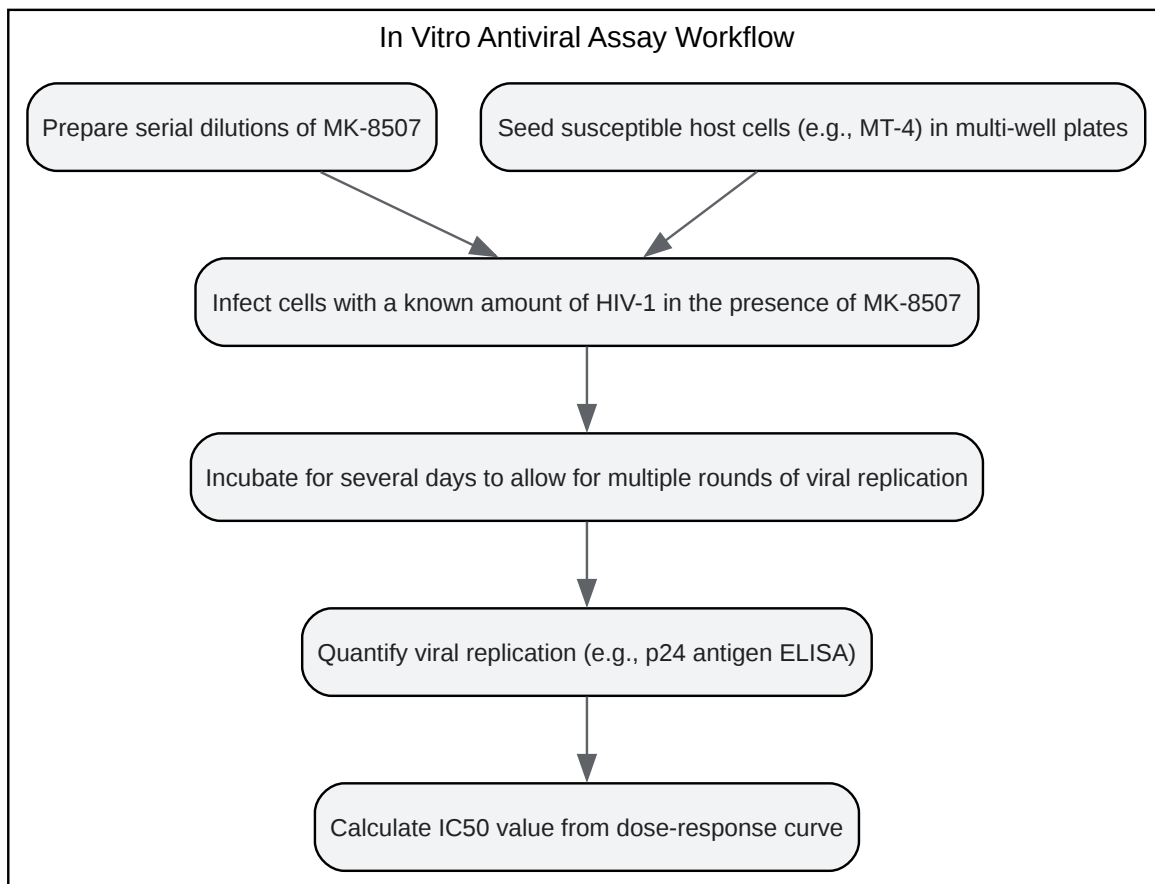 In Vitro Antiviral Assay Workflow
Prepare serial dilutions of MK-8507
Seed susceptible host cells (e.g., MT-4) in multi-well plates
Infect cells with a known amount of HIV-1 in the presence of MK-8507
Incubate for several days to allow for multiple rounds of viral replication
Quantify viral replication (e.g., p24 antigen ELISA)
Calculate IC50 value from dose-response curve